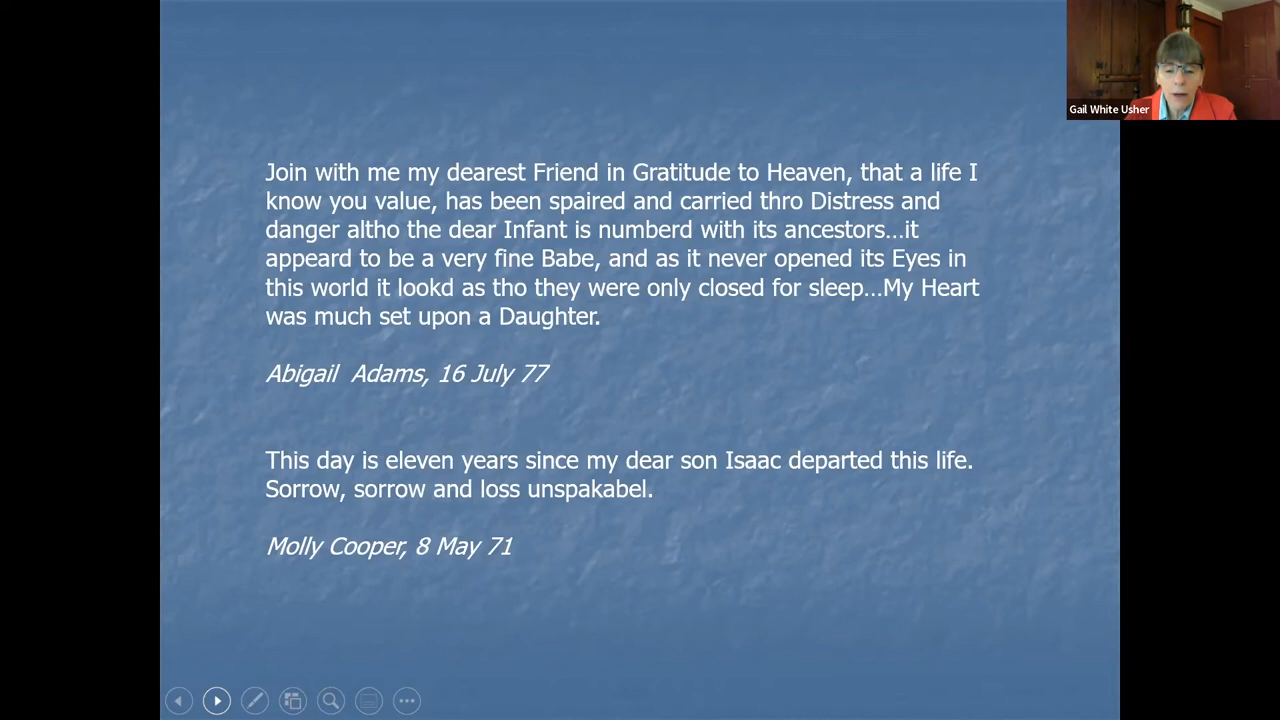 Gail White Usher
Join with me my dearest Friend in Gratitude to Heaven, that a life I
know you value, has been spaired and carried thro Distress and
danger altho the dear Infant is numberd with its ancestors…it
appeard to be a very fine Babe, and as it never opened its Eyes in
this world it lookd as tho they were only closed for sleep…My Heart
was much set upon a Daughter.
Abigail  Adams, 16 July 77
This day is eleven years since my dear son Isaac departed this life.
Sorrow, sorrow and loss unspakabel.
Molly Cooper, 8 May 71